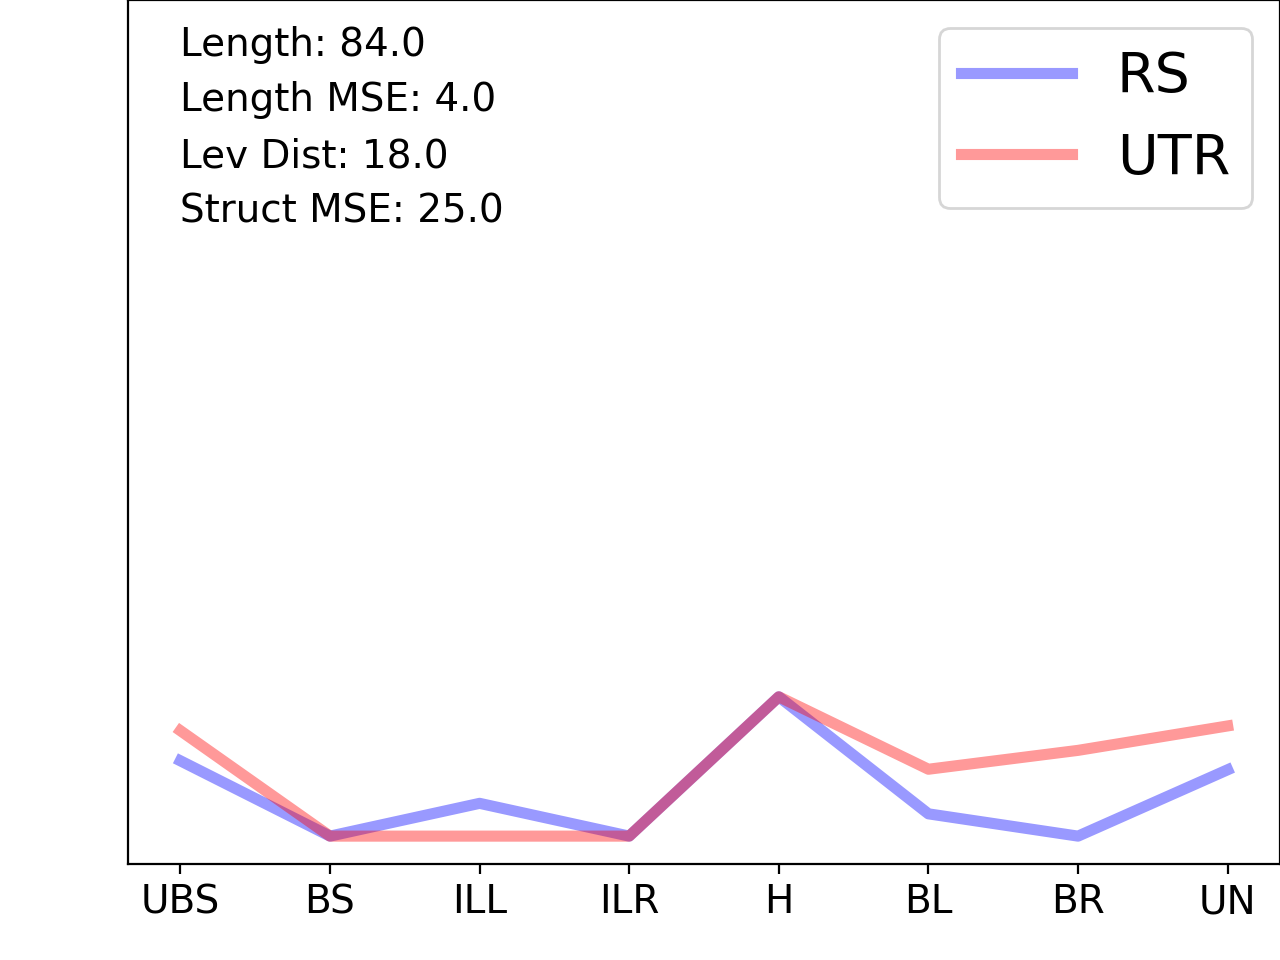 Length: 84.0
Length MSE: 4.0
Lev Dist: 18.0
Struct MSE: 25.0
RS
UTR
UBS BS ILL ILR H BL BR UN